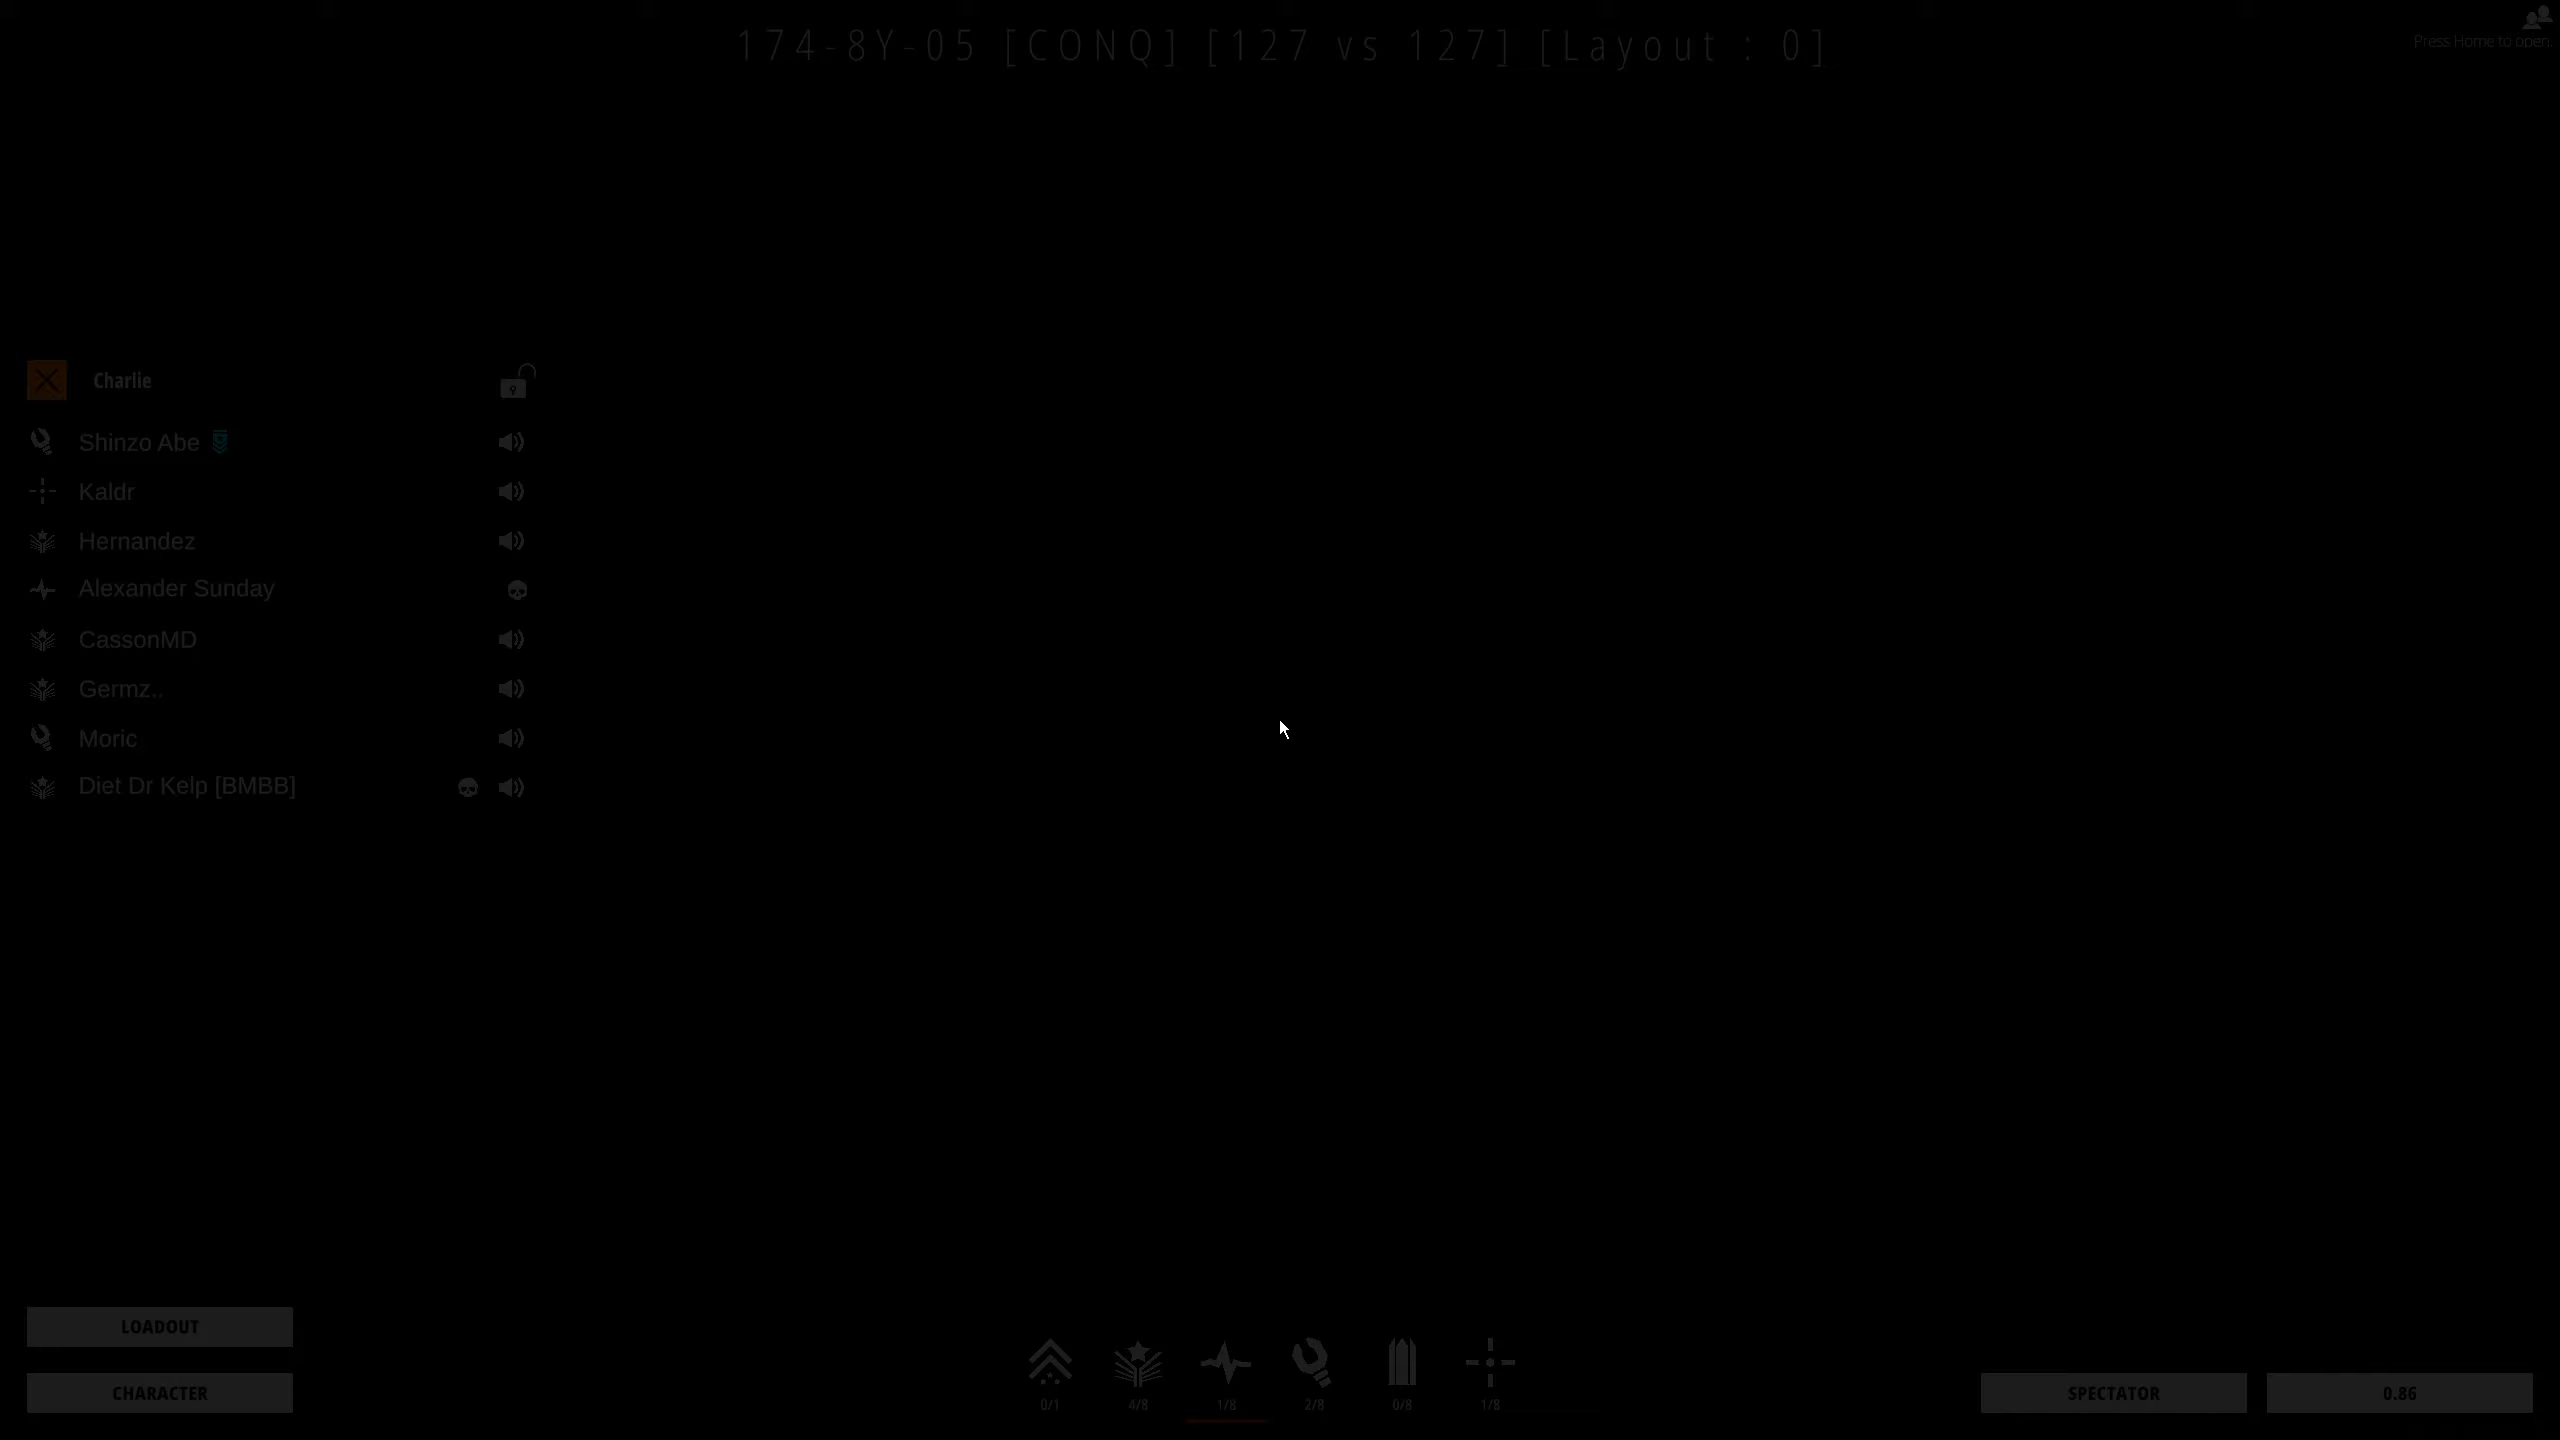 174-8Y-05 [CONQ] [127 vs 127] [Layout : 0]
Press Home to open.
Charlie
Shinzo Abe
Kaldr
Hernandez
Alexander Sunday
CassonMD
Germz..
Moric
Diet Dr Kelp [BMBB]
LOADOUT
CHARACTER
0/1 4/8 1/8 2/8 0/8 1/8
SPECTATOR
0.86